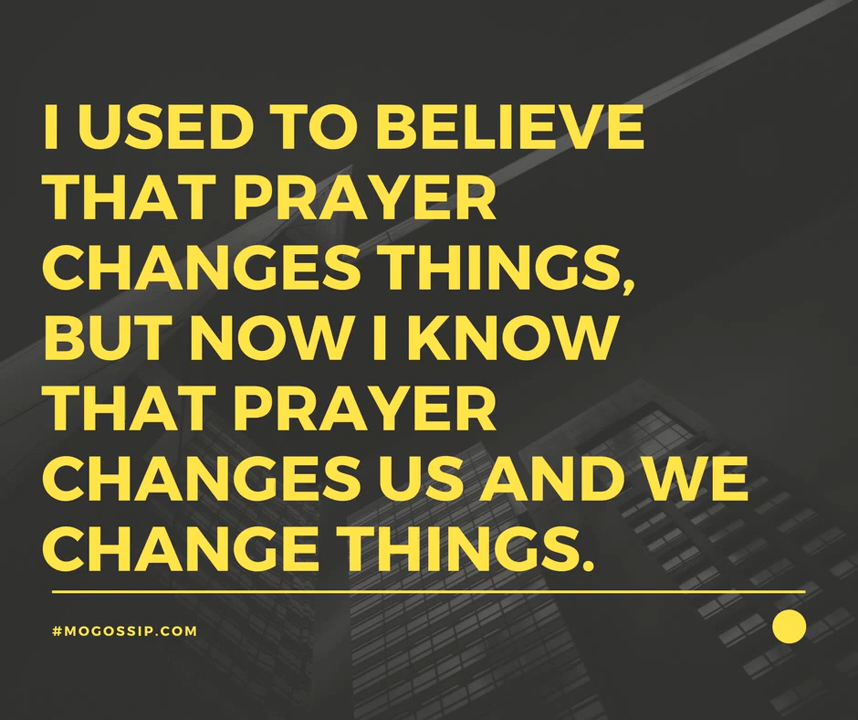 I USED TO BELIEVE
THAT PRAYER
CHANGES THINGS,
BUT NOW I KNOW
THAT PRAYER
CHANGES US AND WE
CHANGE THINGS.
#MOGOSSIP.COM